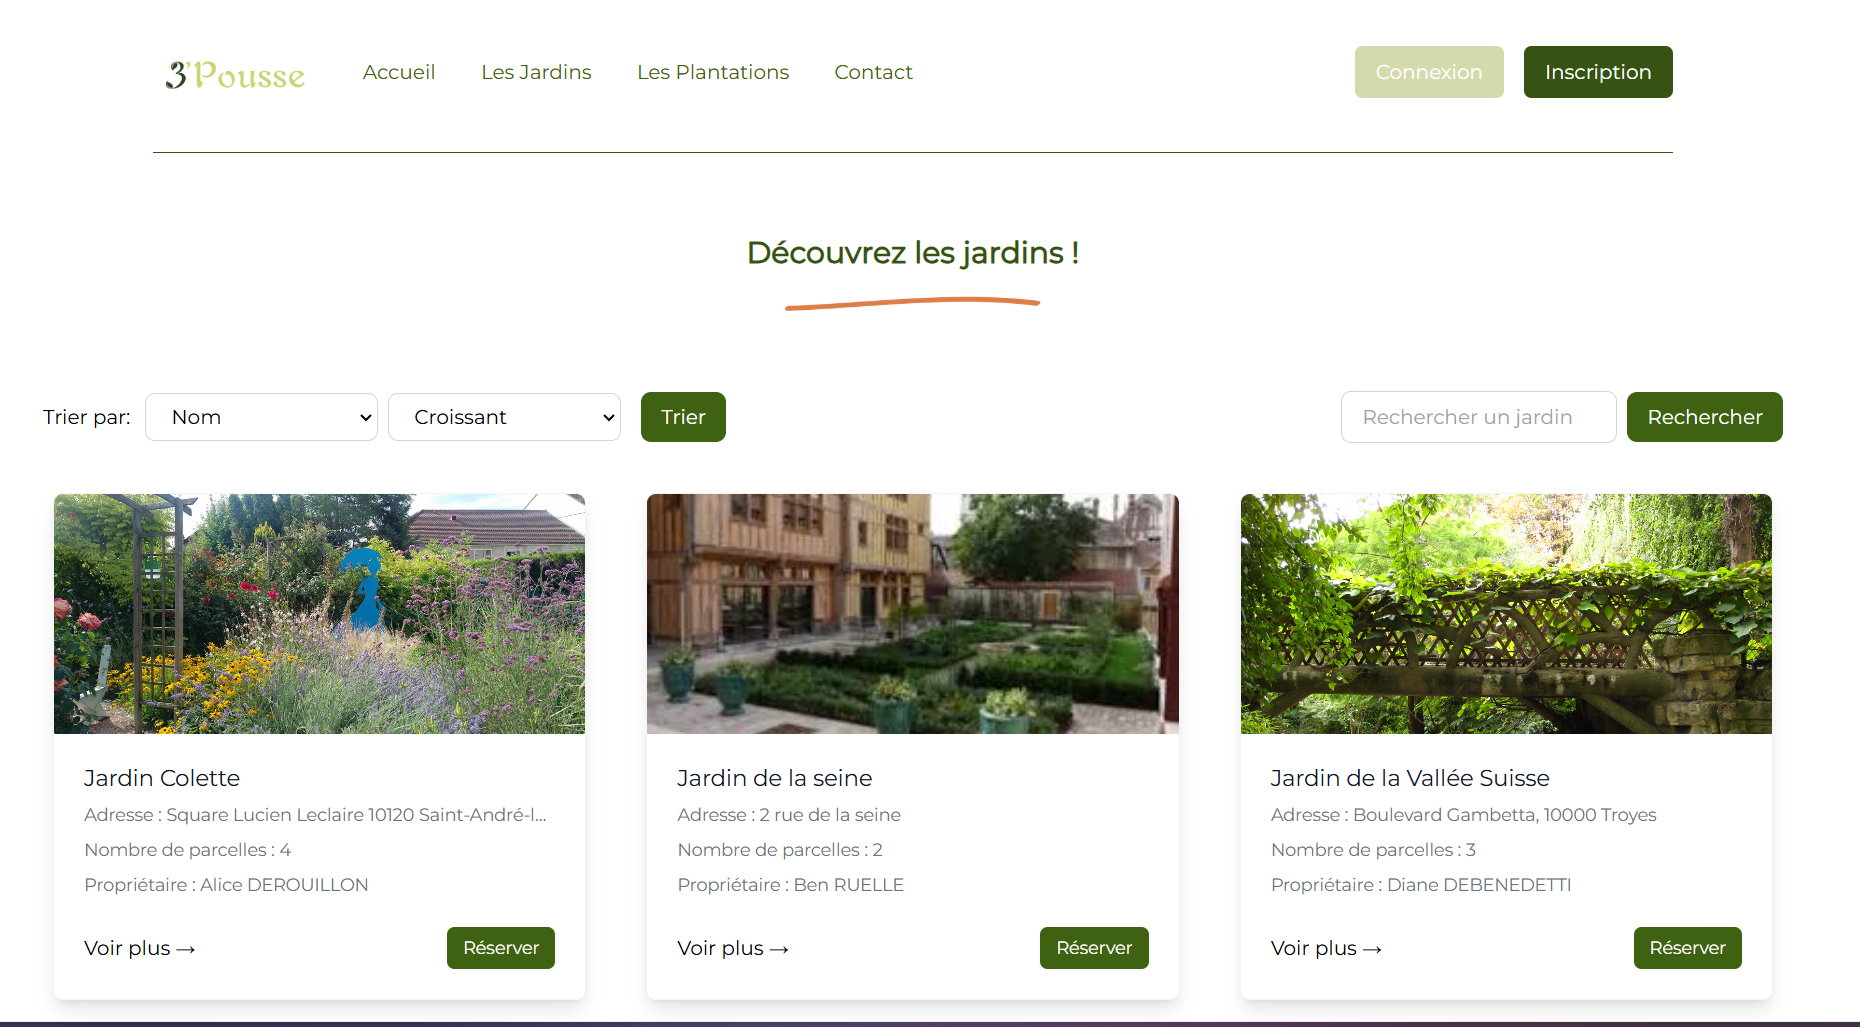 3'Pousse Accueil Les Jardins Les Plantations Contact Connexion Inscription
Découvrez les jardins !
Trier par: Nom Croissant Trier Rechercher un jardin Rechercher
Jardin Colette
Adresse : Square Lucien Leclaire 10120 Saint-André-l...
Nombre de parcelles : 4
Propriétaire : Alice DEROUILLON
Voir plus → Réserver
Jardin de la seine
Adresse : 2 rue de la seine
Nombre de parcelles : 2
Propriétaire : Ben RUELLE
Voir plus → Réserver
Jardin de la Vallée Suisse
Adresse : Boulevard Gambetta, 10000 Troyes
Nombre de parcelles : 3
Propriétaire : Diane DEBENEDETTI
Voir plus → Réserver